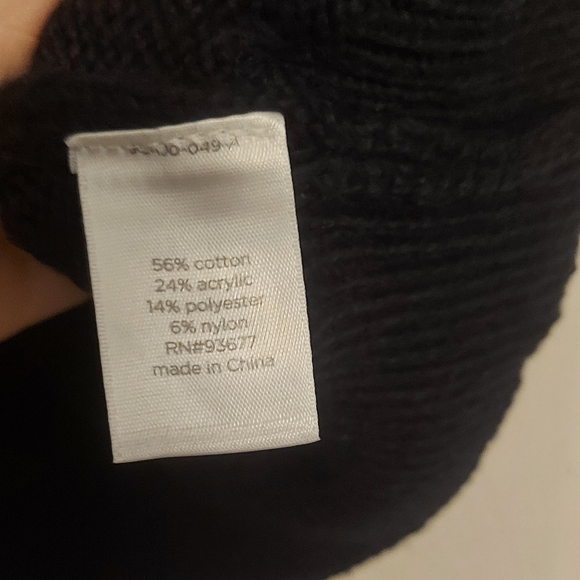 56% cotton
24% acrylic
14% polyester
6% nylon
RN#93677
made in China